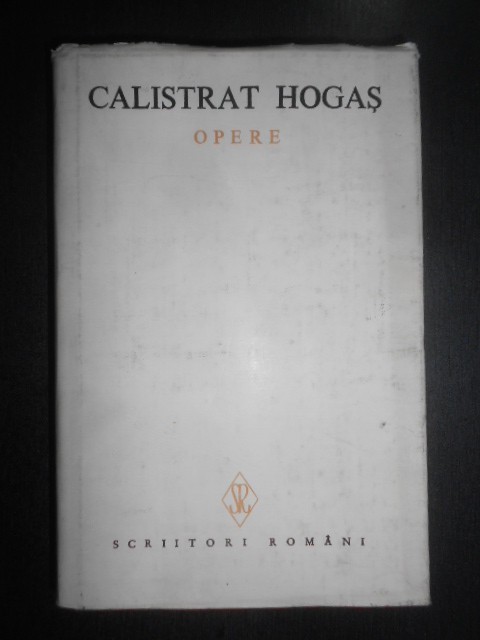 CALISTRAT HOGAȘ
OPERE
SR
SCRIITORI ROMÂNI